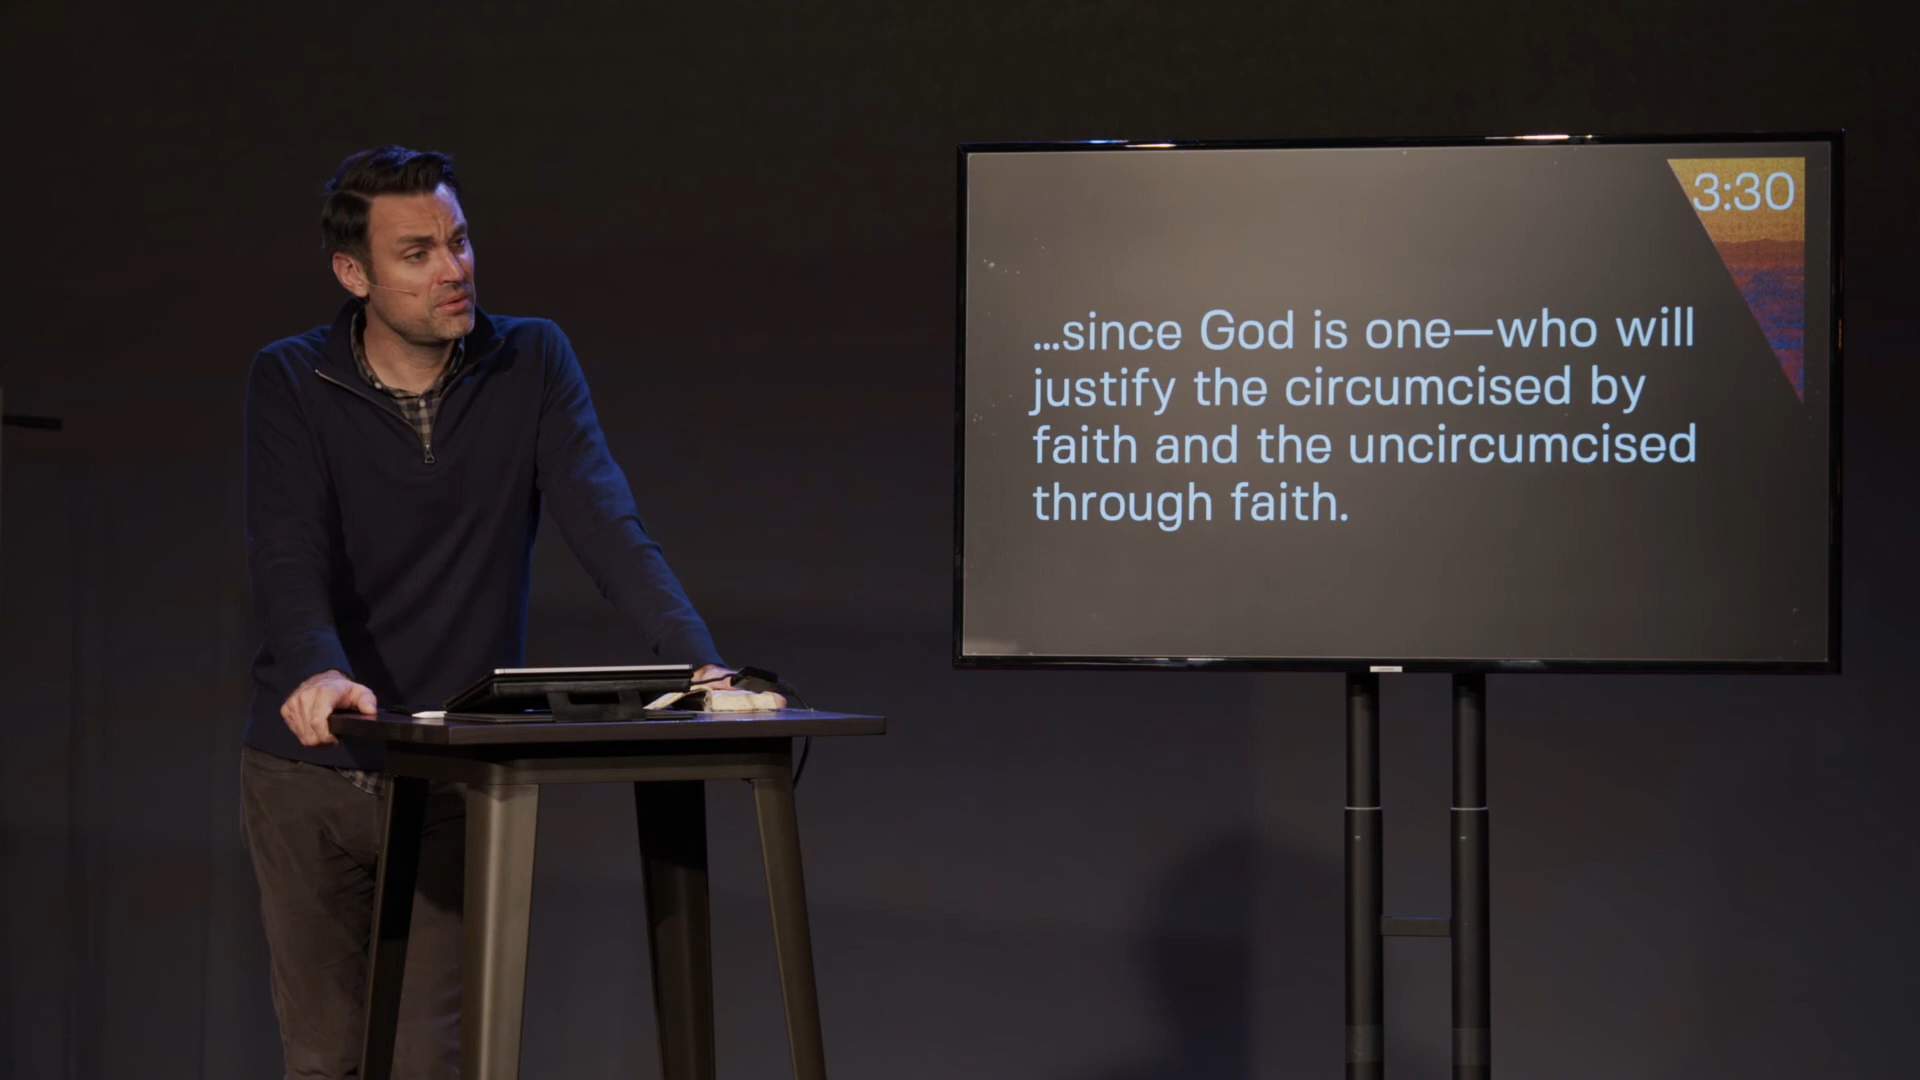 3:30
…since God is one—who will
justify the circumcised by
faith and the uncircumcised
through faith.